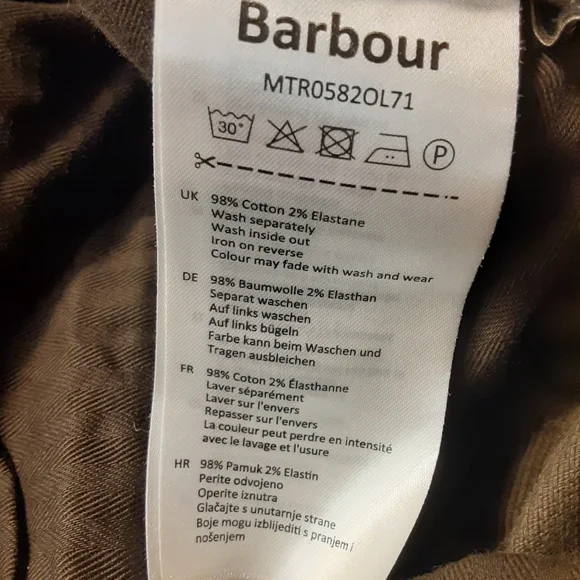 Barbour
MTR0582OL71
30°
P
UK 98% Cotton 2% Elastane
Wash separately
Wash inside out
Iron on reverse
Colour may fade with wash and wear
DE 98% Baumwolle 2% Elasthan
Separat waschen
Auf links waschen
Auf links bügeln
Farbe kann beim Waschen und
Tragen ausbleichen
FR 98% Coton 2% Élasthanne
Laver séparément
Laver sur l'envers
Repasser sur l'envers
La couleur peut perdre en intensité
avec le lavage et l'usure
HR 98% Pamuk 2% Elastin
Perite odvojeno
Operite iznutra
Glačajte s unutarnje strane
Boje mogu izblijediti s pranjem i
nošenjem